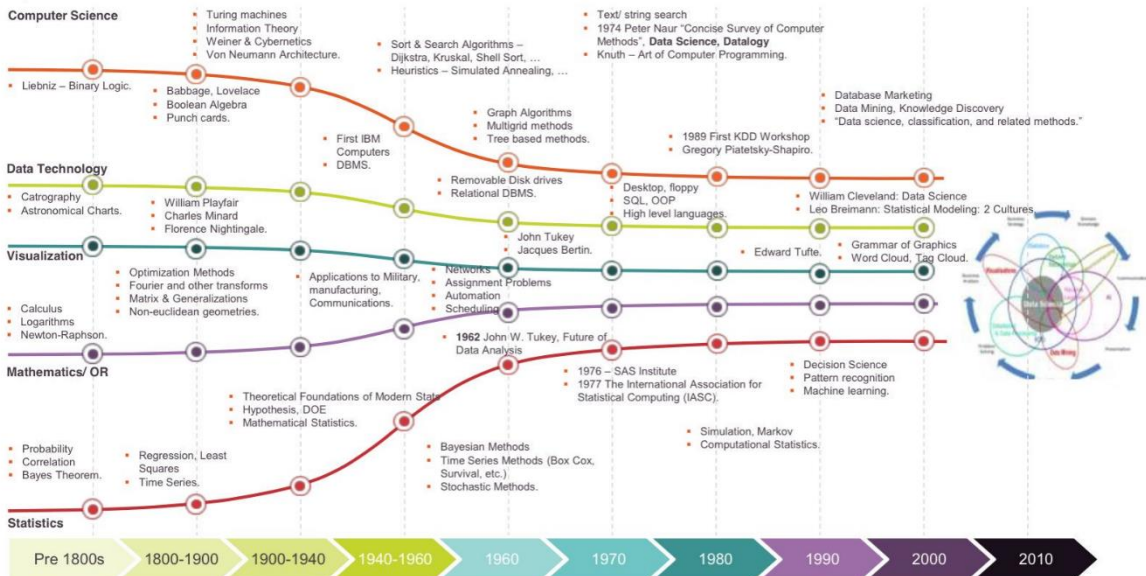 Computer Science
Turing machines
Information Theory
Weiner & Cybernetics
Von Neumann Architecture.
Text/ string search
1974 Peter Naur “Concise Survey of Computer
Methods”, Data Science, Datalogy
Knuth – Art of Computer Programming.
Sort & Search Algorithms –
Dijkstra, Kruskal, Shell Sort, …
Heuristics – Simulated Annealing, …
Liebniz – Binary Logic.
Babbage, Lovelace
Boolean Algebra
Punch cards.
Database Marketing
Data Mining, Knowledge Discovery
“Data science, classification, and related methods.”
Graph Algorithms
Multigrid methods
Tree based methods.
First IBM
Computers
DBMS.
1989 First KDD Workshop
Gregory Piatetsky-Shapiro.
Data Technology
Catrography
Astronomical Charts.
William Playfair
Charles Minard
Florence Nightingale.
Removable Disk drives
Relational DBMS.
Desktop, floppy
SQL, OOP
High level languages.
William Cleveland: Data Science
Leo Breimann: Statistical Modeling: 2 Cultures
John Tukey
Jacques Bertin.
Edward Tufte.
Grammar of Graphics
Word Cloud, Tag Cloud.
Visualization
Optimization Methods
Fourier and other transforms
Matrix & Generalizations
Non-euclidean geometries.
Applications to Military,
manufacturing,
Communications.
Networks
Assignment Problems
Automation
Scheduling
Calculus
Logarithms
Newton-Raphson.
1962 John W. Tukey, Future of
Data Analysis
Mathematics/ OR
1976 – SAS Institute
1977 The International Association for
Statistical Computing (IASC).
Decision Science
Pattern recognition
Machine learning.
Theoretical Foundations of Modern Stats
Hypothesis, DOE
Mathematical Statistics.
Simulation, Markov
Computational Statistics.
Probability
Correlation
Bayes Theorem.
Regression, Least
Squares
Time Series.
Bayesian Methods
Time Series Methods (Box Cox,
Survival, etc.)
Stochastic Methods.
Statistics
Data Science
Visualization
Data Mining
Pre 1800s
1800-1900
1900-1940
1940-1960
1960
1970
1980
1990
2000
2010